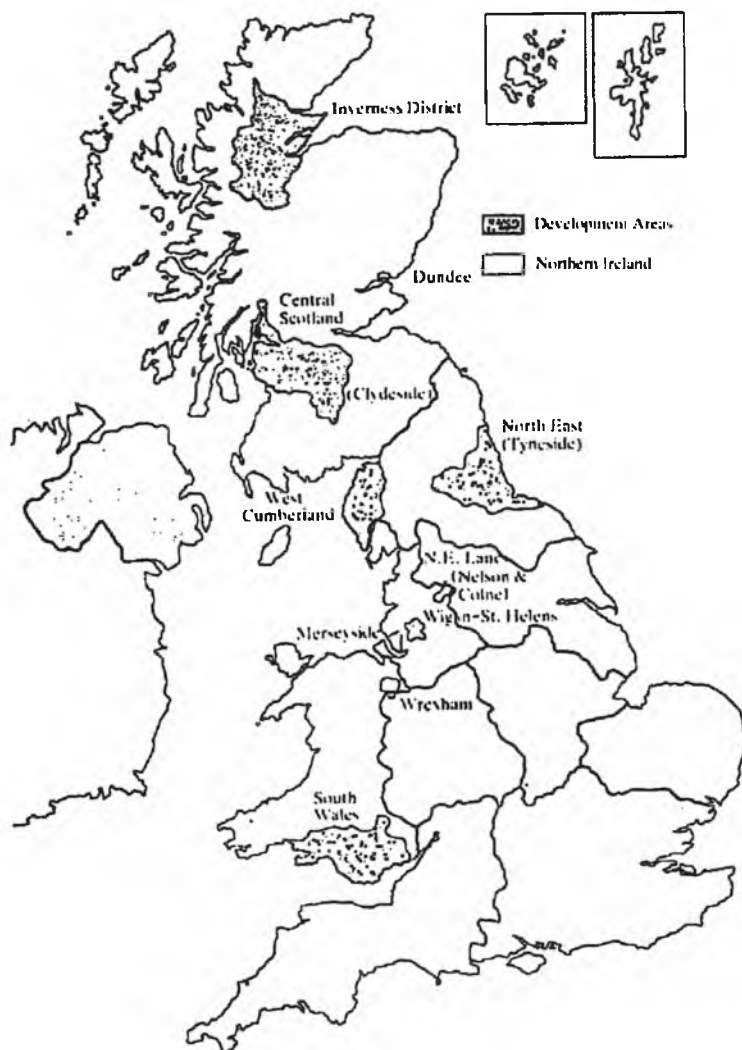 Inverness District
Development Areas
Northern Ireland
Dundee
Central
Scotland
(Clydeside)
North East
(Tyneside)
West
Cumberland
N.E. Lanc
(Nelson &
Colne)
Wigan-St. Helens
Merseyside
Wrexham
South
Wales